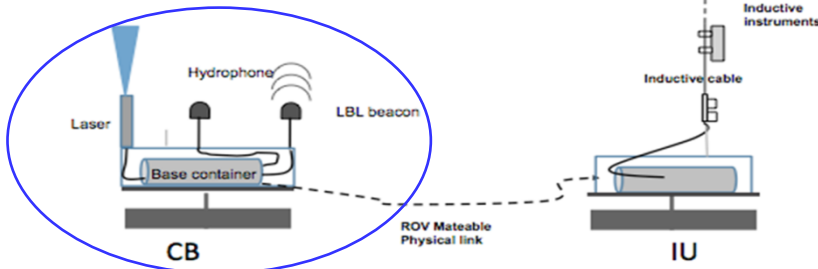 Inductive
instruments
Hydrophone
Inductive cable
Laser
LBL beacon
Base container
ROV Mateable
Physical link
CB
IU